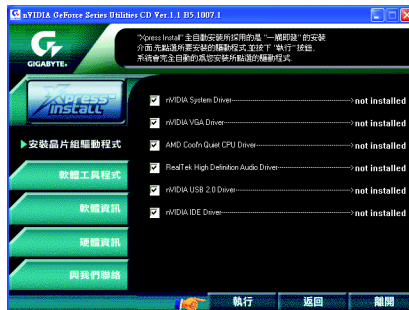 nVIDIA GeForce Series Utilities CD Ver.1.1 B5.1007.1
GIGABYTE.
"Xpress Install" 全自動安裝所採用的是 "一觸即發" 的安裝
介面,先點選所要安裝的驅動程式,並按下 "執行" 按鈕,
系統會完全自動的為您安裝所點選的驅動程式.
Xpress-
Install
安裝晶片組驅動程式
軟體工具程式
軟體資訊
硬體資訊
與我們聯絡
nVIDIA System Driver not installed
nVIDIA VGA Driver not installed
AMD Cool'n Quiet CPU Driver not installed
RealTek High Definition Audio Driver not installed
nVIDIA USB 2.0 Driver not installed
nVIDIA IDE Driver not installed
執行 返回 離開